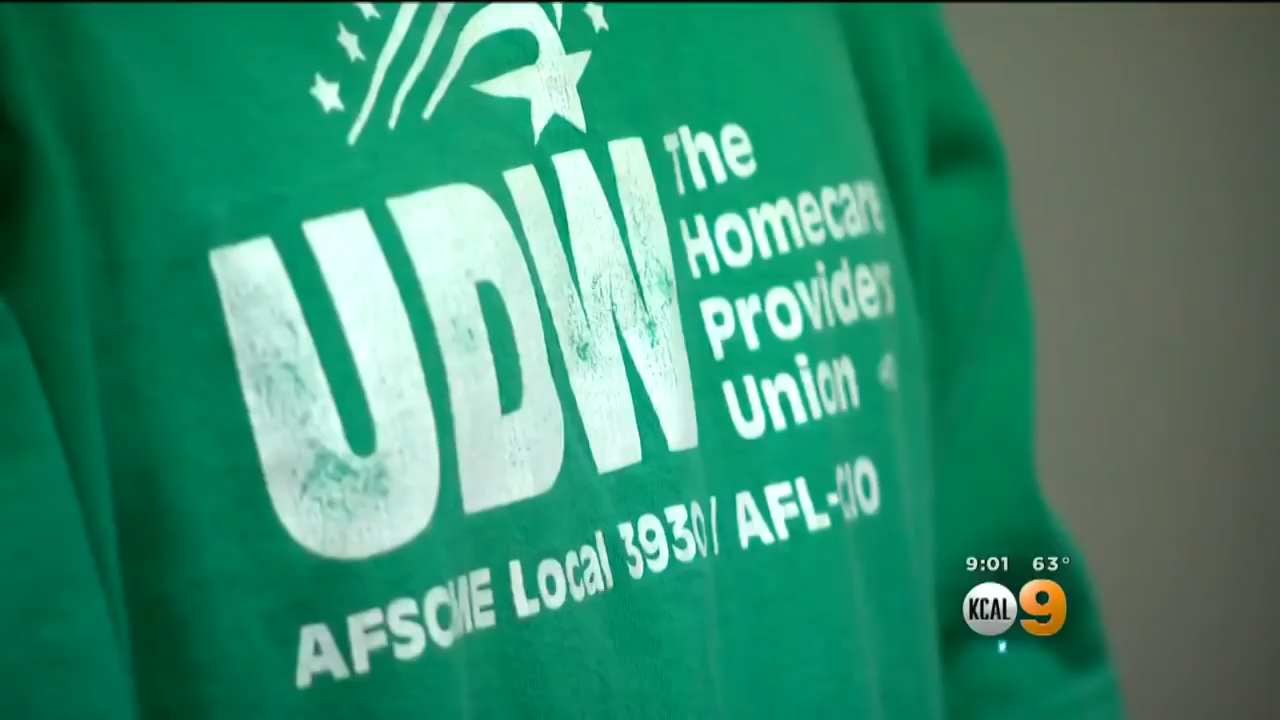 UDW
The
Homecare
Providers
Union
AFSCME Local 3930/ AFL-CIO
9:01 63°
KCAL 9